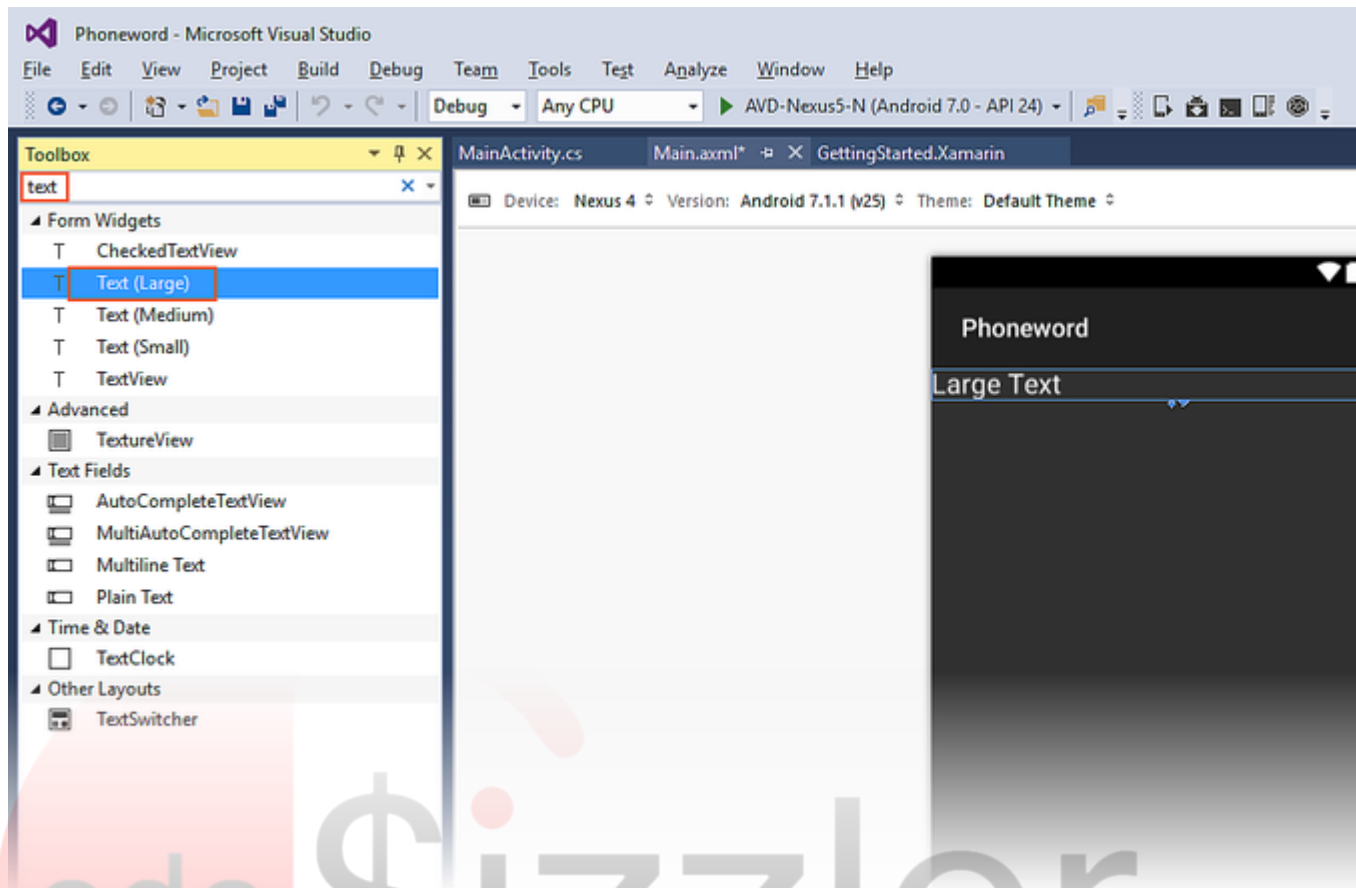 Phoneword - Microsoft Visual Studio
File Edit View Project Build Debug Team Tools Test Analyze Window Help
Debug Any CPU AVD-Nexus5-N (Android 7.0 - API 24)
Toolbox
MainActivity.cs Main.axml* GettingStarted.Xamarin
text
Device: Nexus 4 Version: Android 7.1.1 (v25) Theme: Default Theme
Form Widgets
CheckedTextView
Text (Large)
Text (Medium)
Text (Small)
TextView
Advanced
TextureView
Text Fields
AutoCompleteTextView
MultiAutoCompleteTextView
Multiline Text
Plain Text
Time & Date
TextClock
Other Layouts
TextSwitcher
Phoneword
Large Text